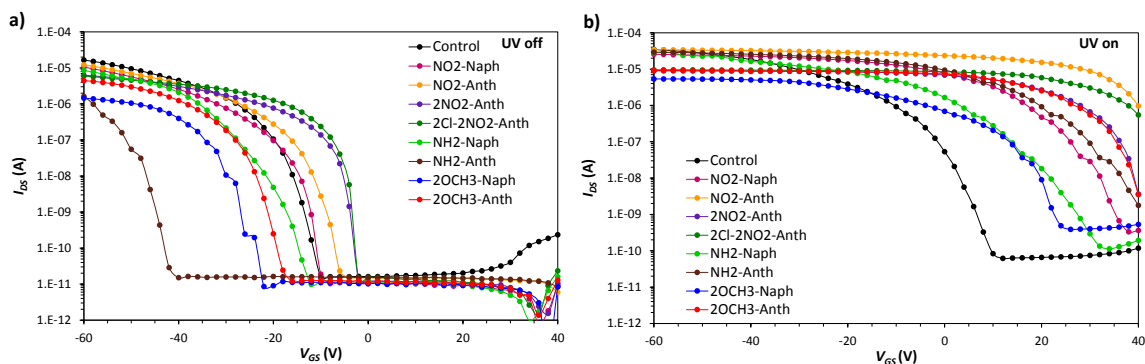 a)
UV off
1.E-04
1.E-05
1.E-06
1.E-07
1.E-08
1.E-09
1.E-10
1.E-11
1.E-12
I_DS (A)
-60 -40 -20 0 20 40
V_GS (V)
Control
NO2-Naph
NO2-Anth
2NO2-Anth
2Cl-2NO2-Anth
NH2-Naph
NH2-Anth
2OCH3-Naph
2OCH3-Anth
b)
UV on
1.E-04
1.E-05
1.E-06
1.E-07
1.E-08
1.E-09
1.E-10
1.E-11
1.E-12
I_DS (A)
-60 -40 -20 0 20 40
V_GS (V)
Control
NO2-Naph
NO2-Anth
2NO2-Anth
2Cl-2NO2-Anth
NH2-Naph
NH2-Anth
2OCH3-Naph
2OCH3-Anth